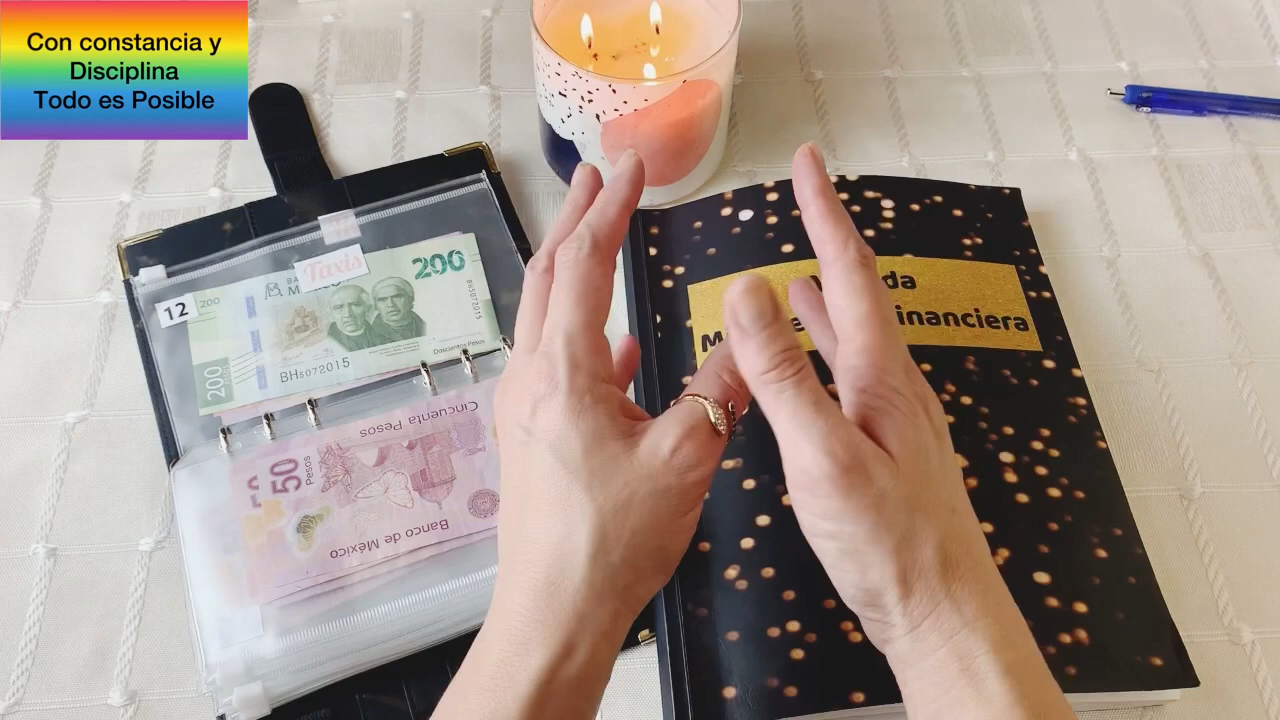 Con constancia y
Disciplina
Todo es Posible
Taxis
12
200
200
BH5072015
Doscientos Pesos
BH5072015
200
Cincuenta Pesos
50
Pesos
Banco de México
inanciera